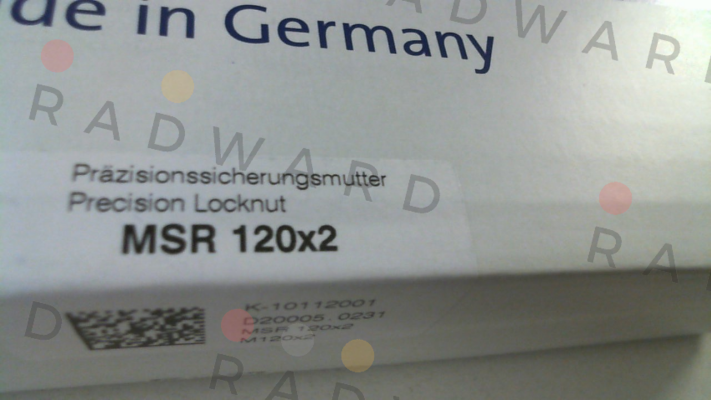 de in Germany
RADWARD
Präzisionssicherungsmutter
Precision Locknut
MSR 120x2
K-10112001
D20005.0231
MSR 120x2
M120x2